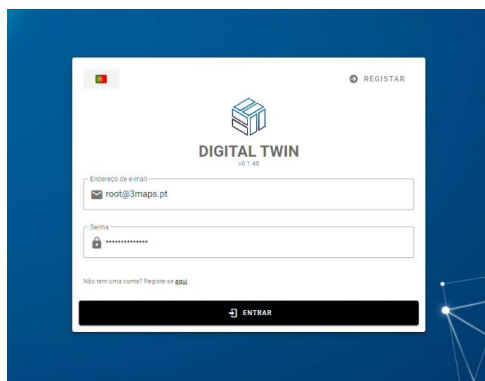 REGISTAR
DIGITAL TWIN
v0.1.48
Endereço de e-mail
root@3maps.pt
Senha
••••••••••••••
Não tem uma conta? Registe-se aqui
ENTRAR